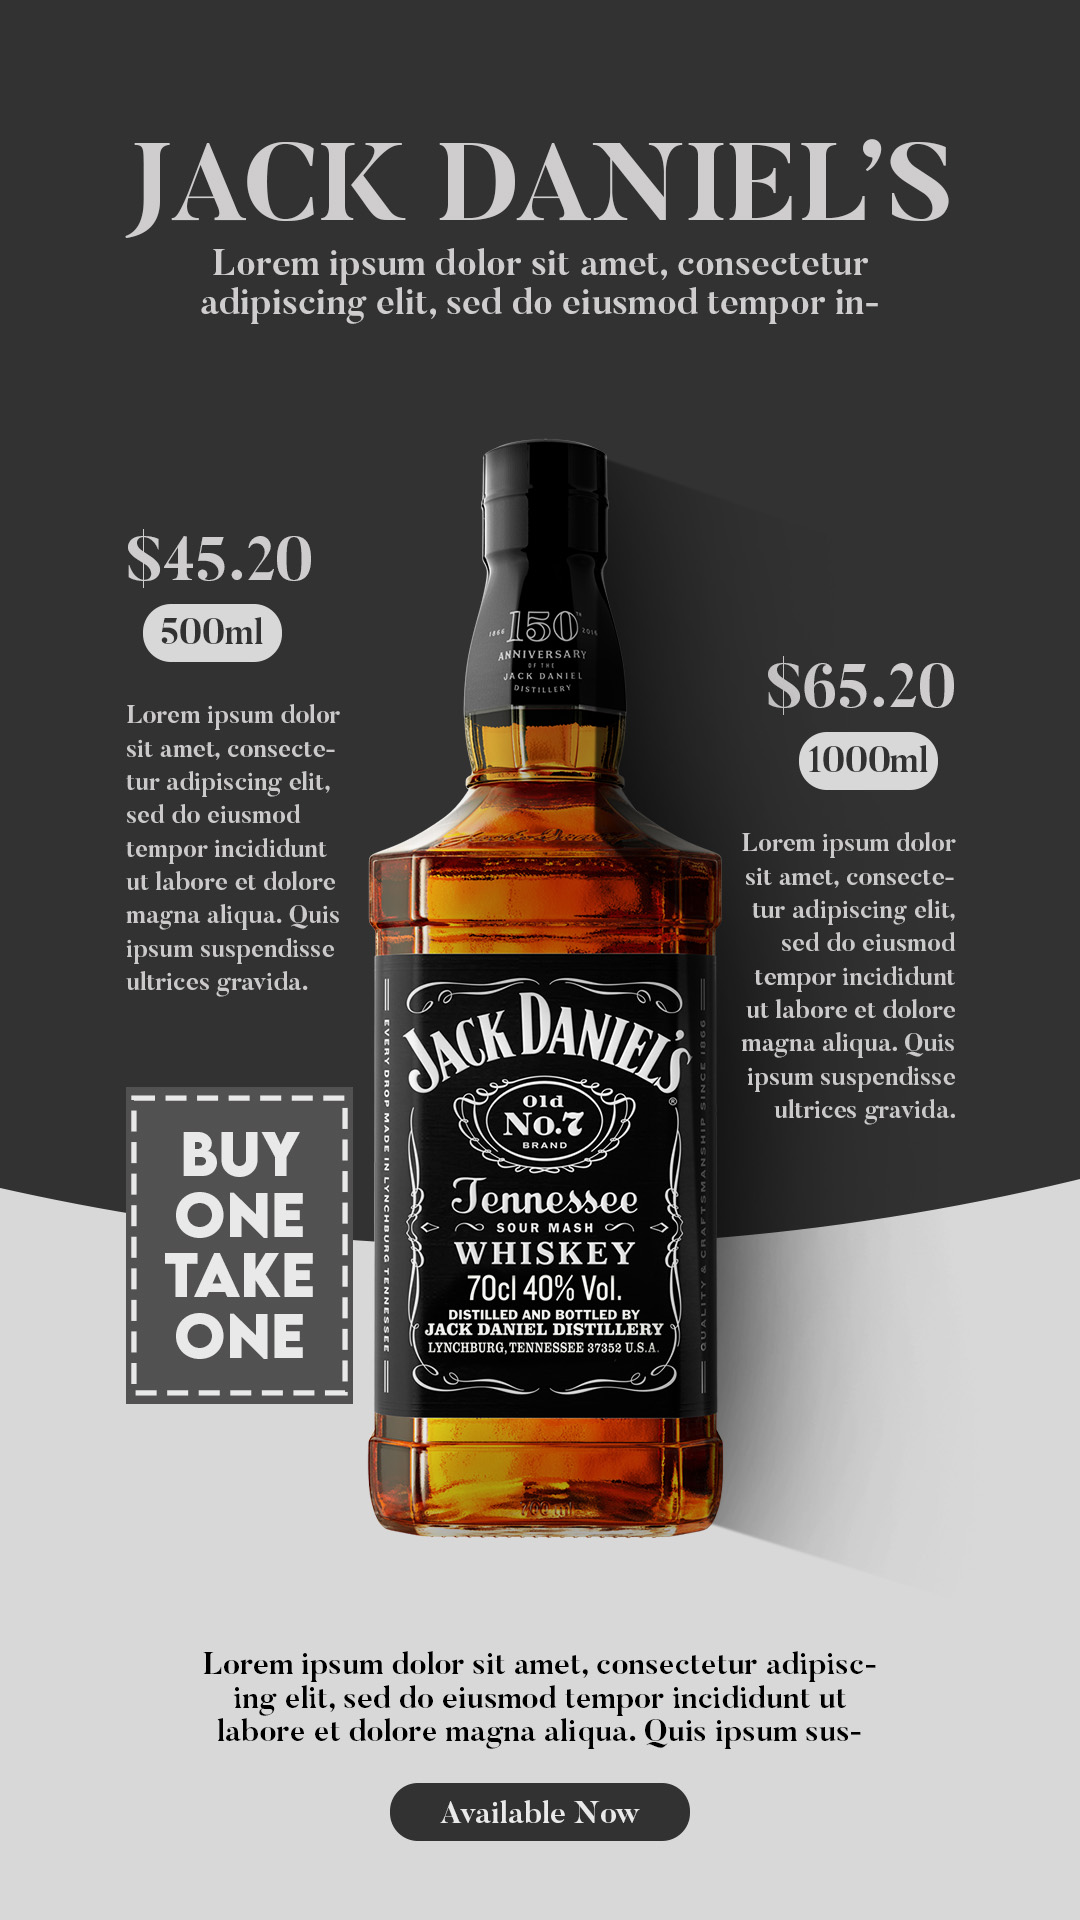 JACK DANIEL’S
Lorem ipsum dolor sit amet, consectetur
adipiscing elit, sed do eiusmod tempor in-
$45.20
500ml
Lorem ipsum dolor
sit amet, consecte-
tur adipiscing elit,
sed do eiusmod
tempor incididunt
ut labore et dolore
magna aliqua. Quis
ipsum suspendisse
ultrices gravida.
$65.20
1000ml
Lorem ipsum dolor
sit amet, consecte-
tur adipiscing elit,
sed do eiusmod
tempor incididunt
ut labore et dolore
magna aliqua. Quis
ipsum suspendisse
ultrices gravida.
BUY
ONE
TAKE
ONE
1866 150 2016
ANNIVERSARY
OF THE
JACK DANIEL
DISTILLERY
EVERY DROP MADE IN LYNCHBURG TENNESSEE
JACK DANIEL'S ®
Old
No.7
BRAND
Tennessee
SOUR MASH
WHISKEY
70cl 40% Vol.
DISTILLED AND BOTTLED BY
JACK DANIEL DISTILLERY
LYNCHBURG, TENNESSEE 37352 U.S.A.
QUALITY & CRAFTSMANSHIP SINCE 1866
Lorem ipsum dolor sit amet, consectetur adipisc-
ing elit, sed do eiusmod tempor incididunt ut
labore et dolore magna aliqua. Quis ipsum sus-
Available Now